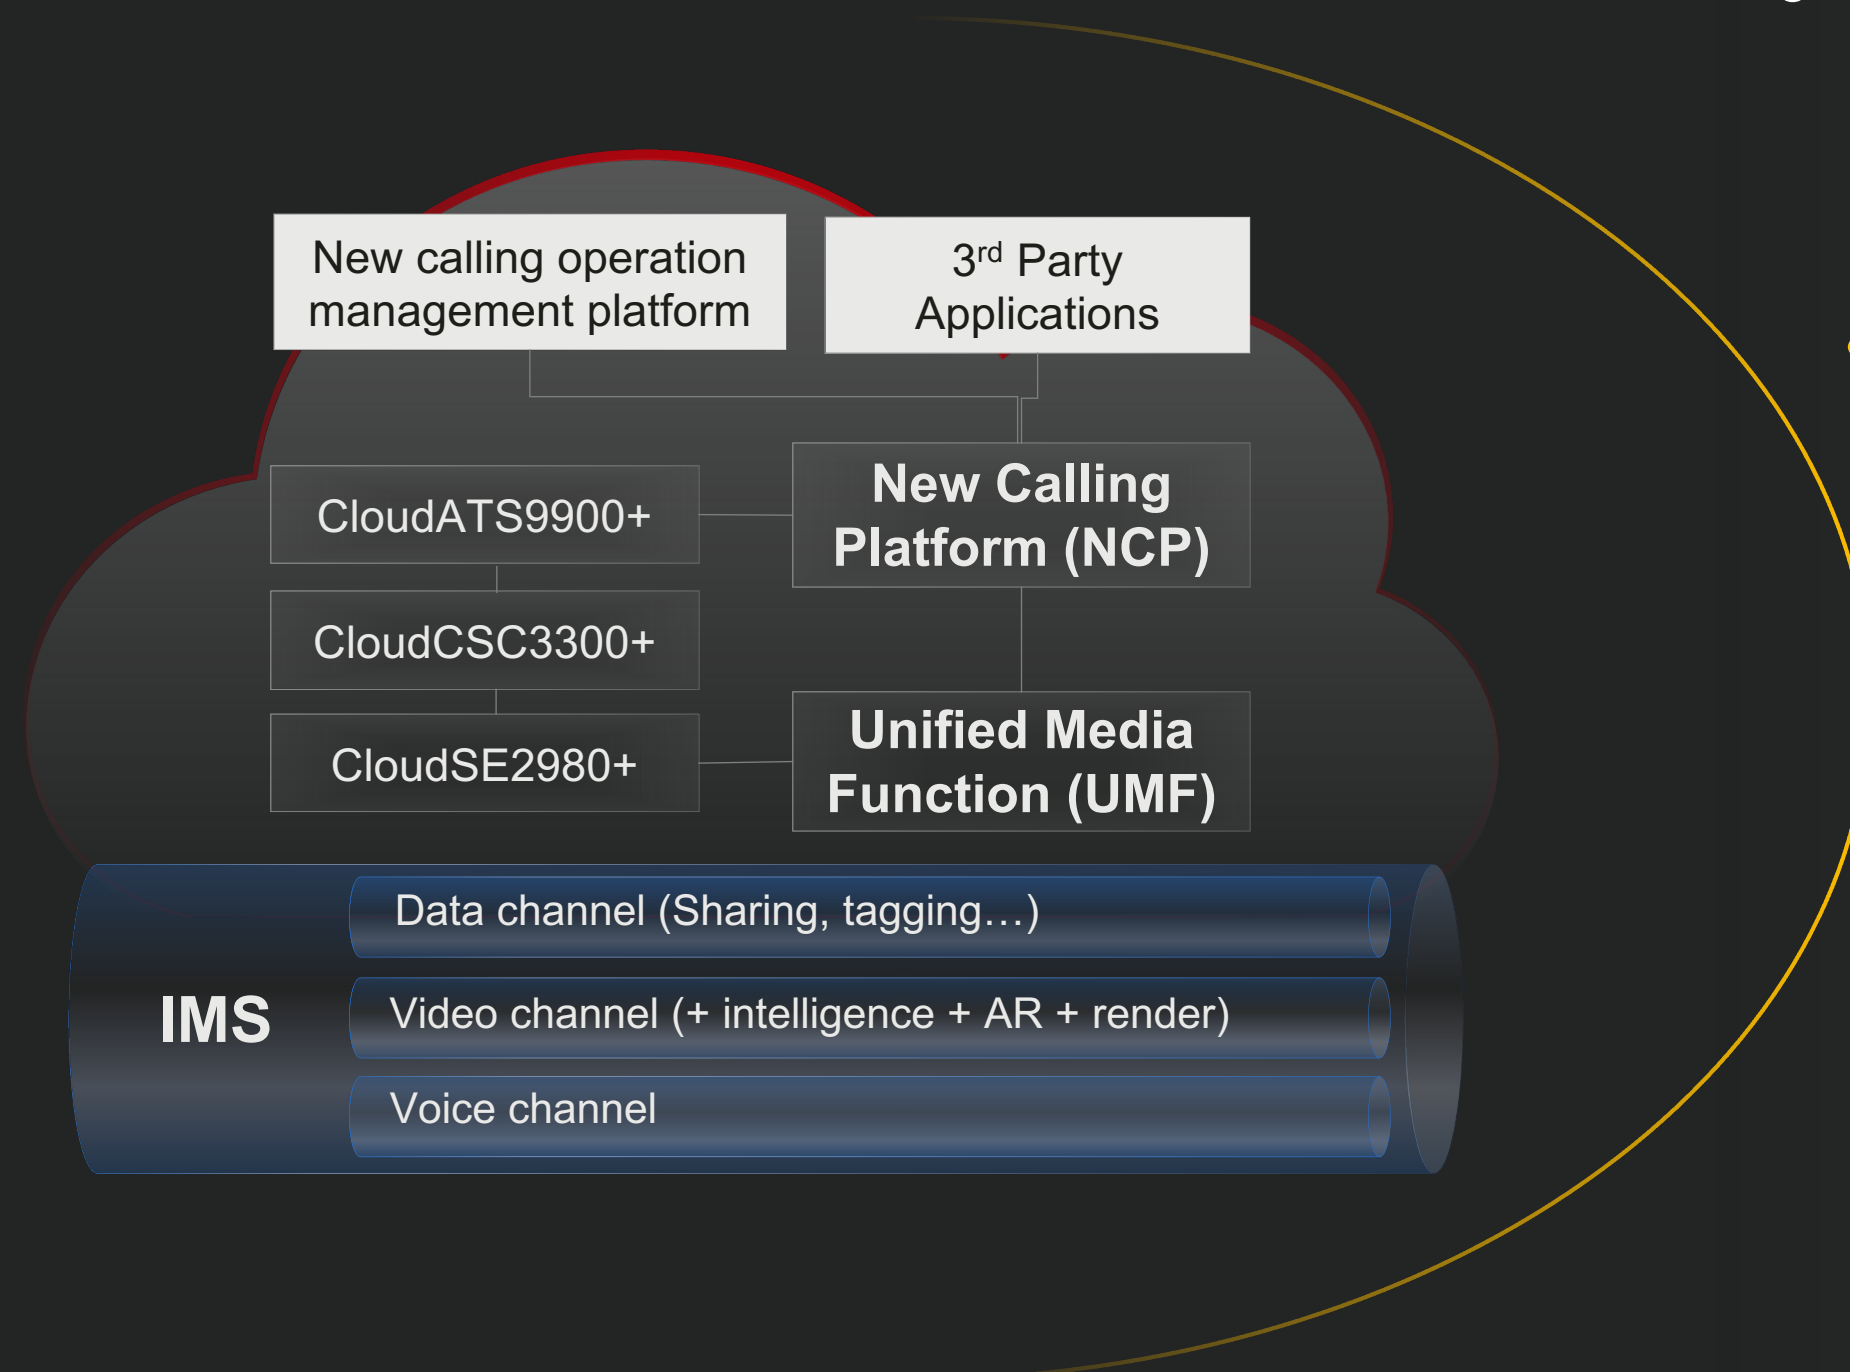 New calling operation
management platform
3rd Party
Applications
CloudATS9900+
New Calling
Platform (NCP)
CloudCSC3300+
CloudSE2980+
Unified Media
Function (UMF)
IMS
Data channel (Sharing, tagging…)
Video channel (+ intelligence + AR + render)
Voice channel